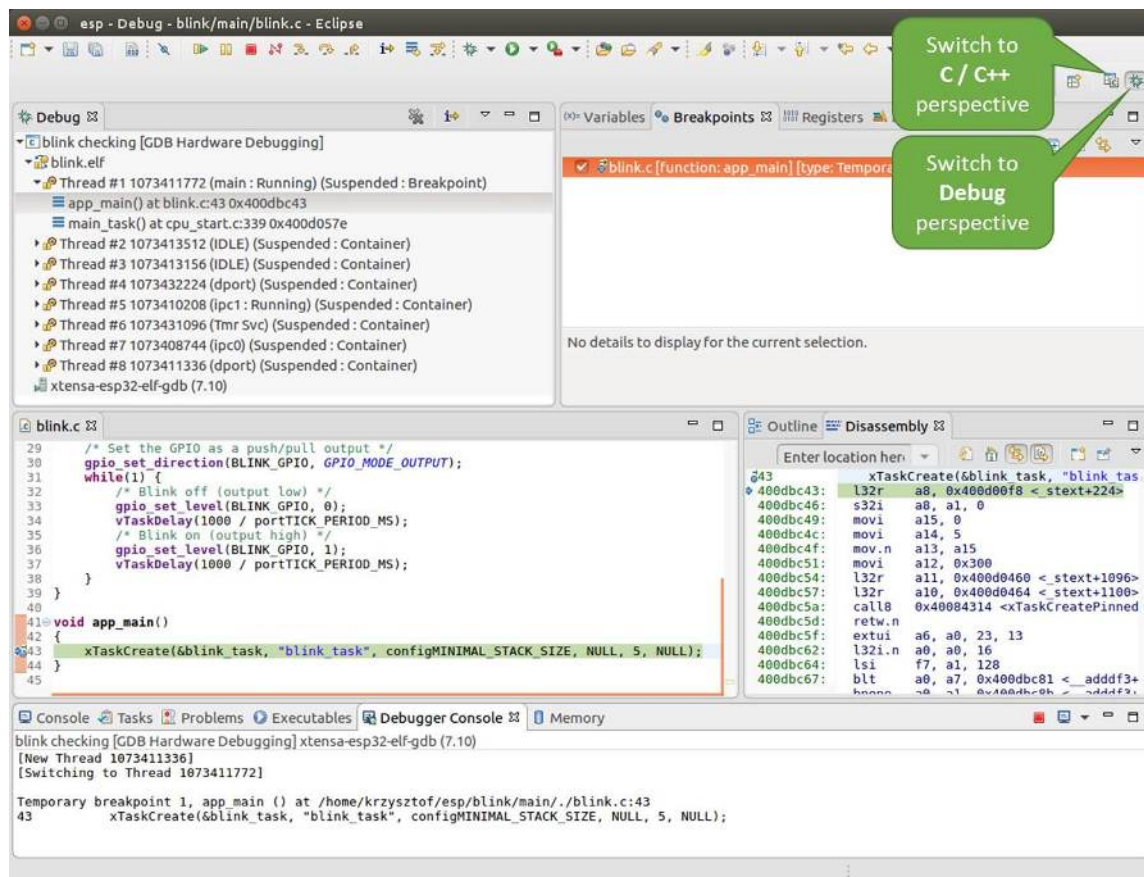 esp - Debug - blink/main/blink.c - Eclipse
Switch to
C / C++
perspective
Debug
blink checking [GDB Hardware Debugging]
blink.elf
Thread #1 1073411772 (main : Running) (Suspended : Breakpoint)
app_main() at blink.c:43 0x400dbc43
main_task() at cpu_start.c:339 0x400d057e
Thread #2 1073413512 (IDLE) (Suspended : Container)
Thread #3 1073413156 (IDLE) (Suspended : Container)
Thread #4 1073432224 (dport) (Suspended : Container)
Thread #5 1073410208 (ipc1 : Running) (Suspended : Container)
Thread #6 1073431096 (Tmr Svc) (Suspended : Container)
Thread #7 1073408744 (ipc0) (Suspended : Container)
Thread #8 1073411336 (dport) (Suspended : Container)
xtensa-esp32-elf-gdb (7.10)
(x)= Variables Breakpoints Registers
blink.c [function: app_main] [type: Tempora
Switch to
Debug
perspective
No details to display for the current selection.
blink.c
29 /* Set the GPIO as a push/pull output */
30 gpio_set_direction(BLINK_GPIO, GPIO_MODE_OUTPUT);
31 while(1) {
32 /* Blink off (output low) */
33 gpio_set_level(BLINK_GPIO, 0);
34 vTaskDelay(1000 / portTICK_PERIOD_MS);
35 /* Blink on (output high) */
36 gpio_set_level(BLINK_GPIO, 1);
37 vTaskDelay(1000 / portTICK_PERIOD_MS);
38 }
39 }
40
41 void app_main()
42 {
43 xTaskCreate(&blink_task, "blink_task", configMINIMAL_STACK_SIZE, NULL, 5, NULL);
44 }
45
Outline Disassembly
Enter location here
43 xTaskCreate(&blink_task, "blink_tas
400dbc43: l32r a8, 0x400d00f8 <_stext+224>
400dbc46: s32i a8, a1, 0
400dbc49: movi a15, 0
400dbc4c: movi a14, 5
400dbc4f: mov.n a13, a15
400dbc51: movi a12, 0x300
400dbc54: l32r a11, 0x400d0460 <_stext+1096>
400dbc57: l32r a10, 0x400d0464 <_stext+1100>
400dbc5a: call8 0x40084314 <xTaskCreatePinned
400dbc5d: retw.n
400dbc5f: extui a6, a0, 23, 13
400dbc62: l32i.n a0, a0, 16
400dbc64: lsi f7, a1, 128
400dbc67: blt a0, a7, 0x400dbc81 <__adddf3+
Console Tasks Problems Executables Debugger Console Memory
blink checking [GDB Hardware Debugging] xtensa-esp32-elf-gdb (7.10)
[New Thread 1073411336]
[Switching to Thread 1073411772]
Temporary breakpoint 1, app_main () at /home/krzysztof/esp/blink/main/./blink.c:43
43 xTaskCreate(&blink_task, "blink_task", configMINIMAL_STACK_SIZE, NULL, 5, NULL);